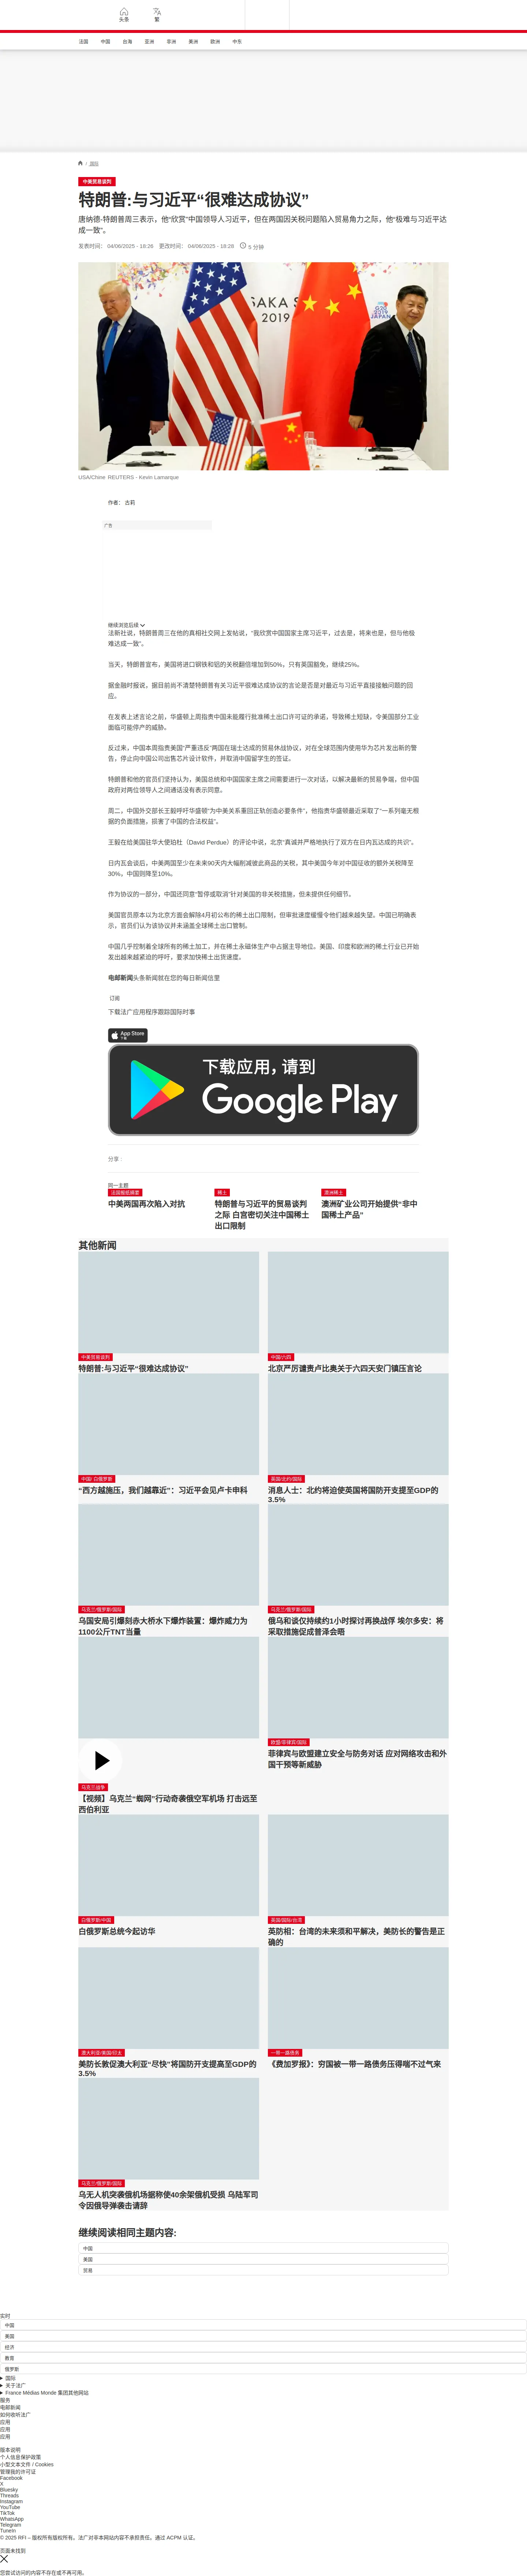 头条
繁
法国
中国
台海
亚洲
非洲
美洲
欧洲
中东
/ 国际
中美贸易谈判
特朗普:与习近平“很难达成协议”
唐纳德-特朗普周三表示，他“欣赏”中国领导人习近平，但在两国因关税问题陷入贸易角力之际，他“极难与习近平达
成一致”。
发表时间： 04/06/2025 - 18:26 更改时间： 04/06/2025 - 18:28 5 分钟
SAKA S
2019
G20
2019
JAPAN
USA/Chine REUTERS - Kevin Lamarque
作者： 古莉
广告
继续浏览后续
法新社说，特朗普周三在他的真相社交网上发帖说，“我欣赏中国国家主席习近平，过去是，将来也是，但与他极
难达成一致”。
当天，特朗普宣布，美国将进口钢铁和铝的关税翻倍增加到50%，只有英国豁免，继续25%。
据金融时报说，据目前尚不清楚特朗普有关习近平很难达成协议的言论是否是对最近与习近平直接接触问题的回
应。
在发表上述言论之前，华盛顿上周指责中国未能履行批准稀土出口许可证的承诺，导致稀土短缺，令美国部分工业
面临可能停产的威胁。
反过来，中国本周指责美国“严重违反”两国在瑞士达成的贸易休战协议，对在全球范围内使用华为芯片发出新的警
告，停止向中国公司出售芯片设计软件，并取消中国留学生的签证。
特朗普和他的官员们坚持认为，美国总统和中国国家主席之间需要进行一次对话，以解决最新的贸易争端，但中国
政府对两位领导人之间通话没有表示同意。
周二，中国外交部长王毅呼吁华盛顿“为中美关系重回正轨创造必要条件”，他指责华盛顿最近采取了“一系列毫无根
据的负面措施，损害了中国的合法权益”。
王毅在给美国驻华大使珀杜（David Perdue）的评论中说，北京“真诚并严格地执行了双方在日内瓦达成的共识”。
日内瓦会谈后，中美两国至少在未来90天内大幅削减彼此商品的关税，其中美国今年对中国征收的额外关税降至
30%，中国则降至10%。
作为协议的一部分，中国还同意“暂停或取消”针对美国的非关税措施，但未提供任何细节。
美国官员原本以为北京方面会解除4月初公布的稀土出口限制，但审批速度缓慢令他们越来越失望。中国已明确表
示，官员们认为该协议并未涵盖全球稀土出口管制。
中国几乎控制着全球所有的稀土加工，并在稀土永磁体生产中占据主导地位。美国、印度和欧洲的稀土行业已开始
发出越来越紧迫的呼吁，要求加快稀土出货速度。
电邮新闻头条新闻就在您的每日新闻信里
订阅
下载法广应用程序跟踪国际时事
App Store
下载
下载应用，请到
Google Play
分享 :
同一主题
法国报纸摘要
中美两国再次陷入对抗
稀土
特朗普与习近平的贸易谈判
之际 白宫密切关注中国稀土
出口限制
澳洲稀土
澳洲矿业公司开始提供“非中
国稀土产品”
其他新闻
中美贸易谈判
特朗普:与习近平“很难达成协议”
中国/六四
北京严厉谴责卢比奥关于六四天安门镇压言论
中国/ 白俄罗斯
“西方越施压，我们越靠近”：习近平会见卢卡申科
英国/北约/国际
消息人士：北约将迫使英国将国防开支提至GDP的
3.5%
乌克兰/俄罗斯/国际
乌国安局引爆刻赤大桥水下爆炸装置：爆炸威力为
1100公斤TNT当量
乌克兰/俄罗斯/国际
俄乌和谈仅持续约1小时探讨再换战俘 埃尔多安：将
采取措施促成普泽会晤
乌克兰战争
【视频】乌克兰“蜘网”行动奇袭俄空军机场 打击远至
西伯利亚
欧盟/菲律宾/国际
菲律宾与欧盟建立安全与防务对话 应对网络攻击和外
国干预等新威胁
白俄罗斯/中国
白俄罗斯总统今起访华
英国/国际/台湾
英防相：台湾的未来须和平解决，美防长的警告是正
确的
澳大利亚/美国/印太
美防长敦促澳大利亚“尽快”将国防开支提高至GDP的
3.5%
一带一路债务
《费加罗报》：穷国被一带一路债务压得喘不过气来
乌克兰/俄罗斯/国际
乌无人机突袭俄机场据称使40余架俄机受损 乌陆军司
令因俄导弹袭击请辞
继续阅读相同主题内容:
中国
美国
贸易
实时
中国
美国
经济
教育
俄罗斯
国际
关于法广
France Médias Monde 集团其他网站
服务
电邮新闻
如何收听法广
应用
应用
应用
版本说明
个人信息保护政策
小型文本文件 / Cookies
管理我的许可证
Facebook
X
Bluesky
Threads
Instagram
YouTube
TikTok
WhatsApp
Telegram
TuneIn
© 2025 RFI – 版权所有版权所有。法广对非本网站内容不承担责任。通过 ACPM 认证。
页面未找到
您尝试访问的内容不存在或不再可用。